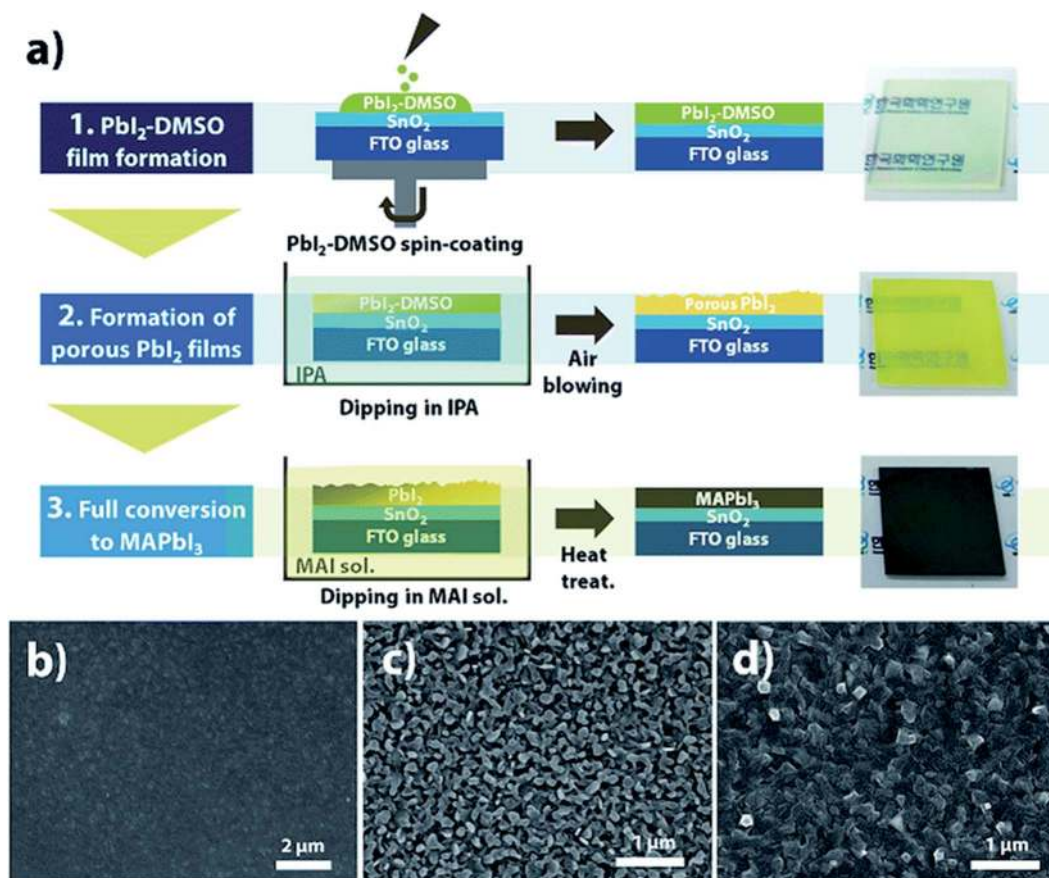 a)
1. PbI₂-DMSO
film formation
PbI₂-DMSO
SnO₂
FTO glass
PbI₂-DMSO spin-coating
PbI₂-DMSO
SnO₂
FTO glass
한국화학연구원
한국화학연구원
2. Formation of
porous PbI₂ films
PbI₂-DMSO
SnO₂
FTO glass
IPA
Dipping in IPA
Air
blowing
Porous PbI₂
SnO₂
FTO glass
3. Full conversion
to MAPbI₃
PbI₂
SnO₂
FTO glass
MAI sol.
Dipping in MAI sol.
Heat
treat.
MAPbI₃
SnO₂
FTO glass
b)
2 μm
c)
1 μm
d)
1 μm